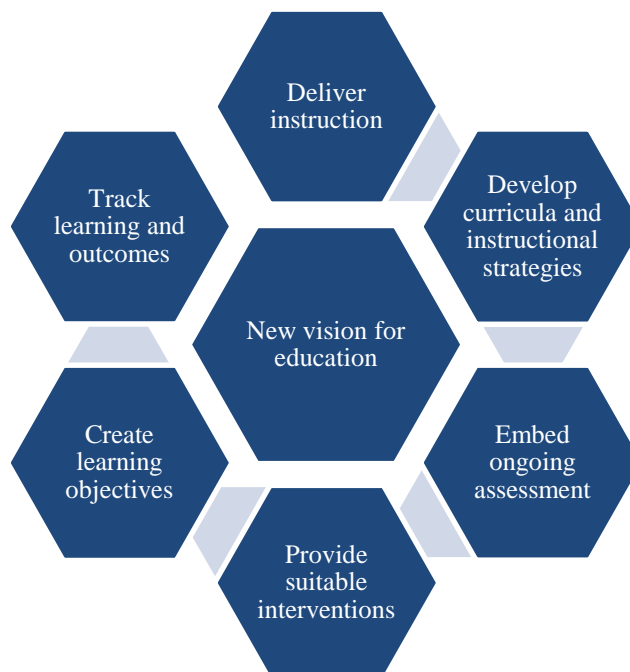 Deliver
instruction
Develop
curricula and
instructional
strategies
Embed
ongoing
assessment
Provide
suitable
interventions
Create
learning
objectives
Track
learning and
outcomes
New vision for
education